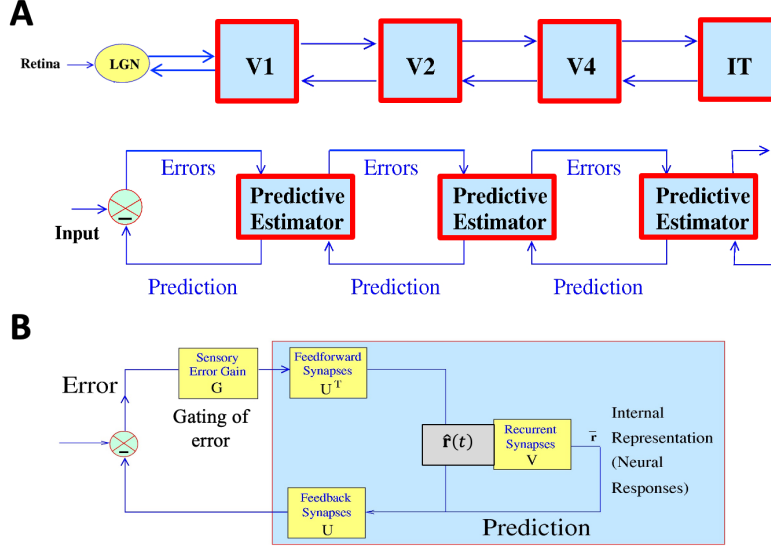 A
Retina
LGN
V1
V2
V4
IT
Errors
Errors
Errors
Predictive
Estimator
Predictive
Estimator
Predictive
Estimator
Input
Prediction
Prediction
Prediction
B
Error
Sensory
Error Gain
G
Gating of
error
Feedforward
Synapses
U^T
r̂(t)
Recurrent
Synapses
V
r̄
Internal
Representation
(Neural
Responses)
Feedback
Synapses
U
Prediction